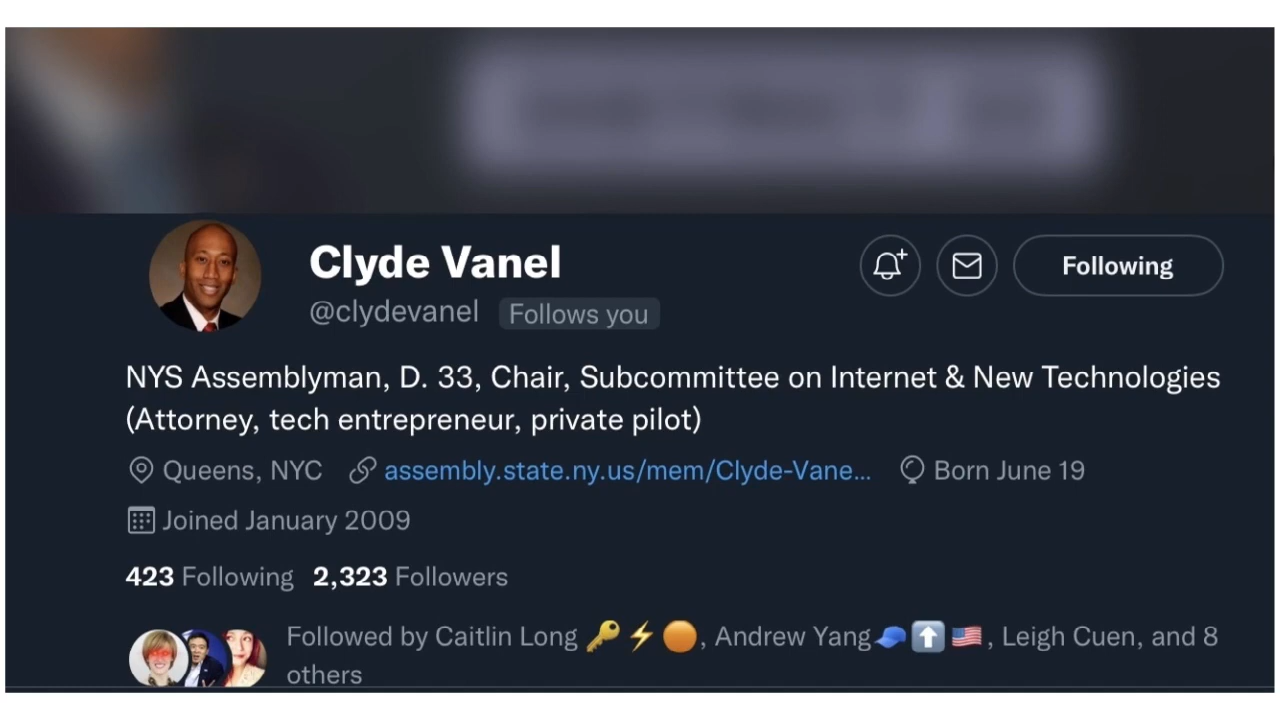 Clyde Vanel
Following
@clydevanel Follows you
NYS Assemblyman, D. 33, Chair, Subcommittee on Internet & New Technologies
(Attorney, tech entrepreneur, private pilot)
Queens, NYC assembly.state.ny.us/mem/Clyde-Vane... Born June 19
Joined January 2009
423 Following 2,323 Followers
Followed by Caitlin Long 🔑⚡🟠, Andrew Yang🧢⬆️🇺🇸, Leigh Cuen, and 8
others